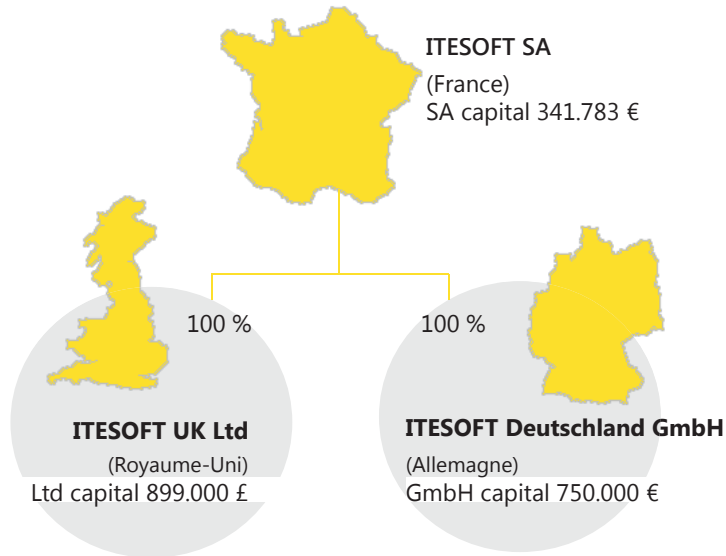 ITESOFT SA
(France)
SA capital 341.783 €
100 %
100 %
ITESOFT UK Ltd
(Royaume-Uni)
Ltd capital 899.000 £
ITESOFT Deutschland GmbH
(Allemagne)
GmbH capital 750.000 €